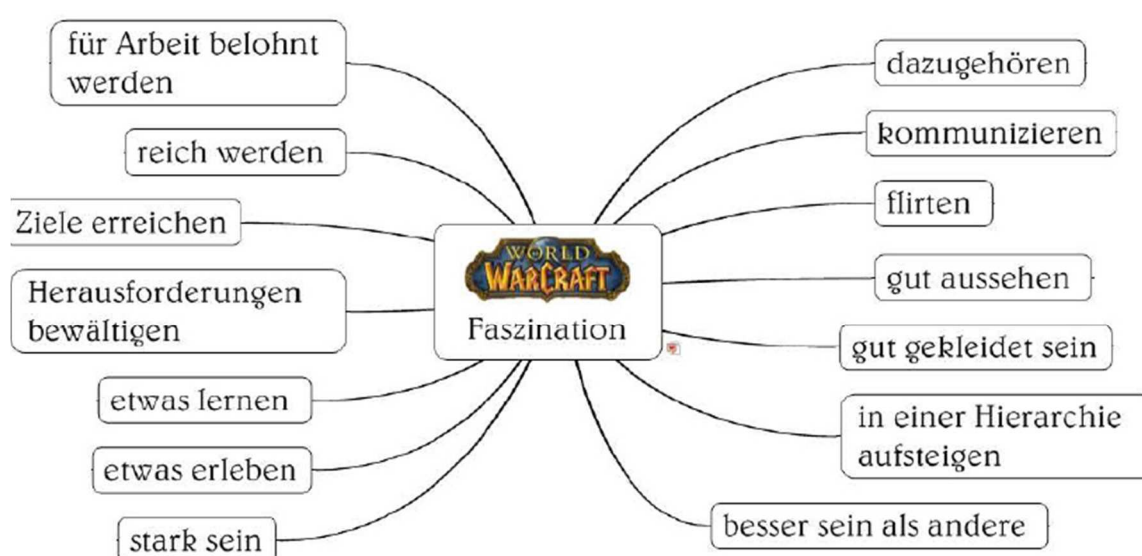 für Arbeit belohnt
werden
reich werden
Ziele erreichen
Herausforderungen
bewältigen
etwas lernen
etwas erleben
stark sein
WORLD
WARCRAFT
Faszination
dazugehören
kommunizieren
flirten
gut aussehen
gut gekleidet sein
in einer Hierarchie
aufsteigen
besser sein als andere